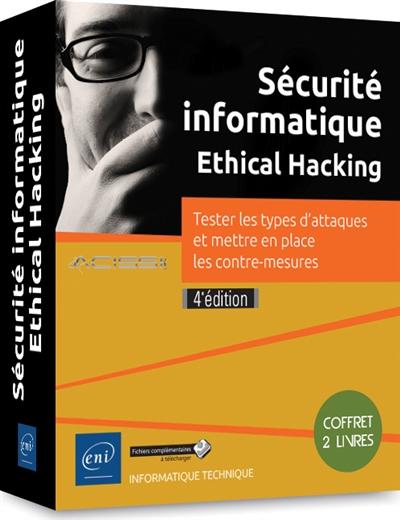 Sécurité informatique
Ethical Hacking
Sécurité
informatique
Ethical Hacking
Tester les types d'attaques
et mettre en place
les contre-mesures
ACISSI
4e édition
COFFRET
2 LIVRES
eni
Fichiers complémentaires
à télécharger
INFORMATIQUE TECHNIQUE